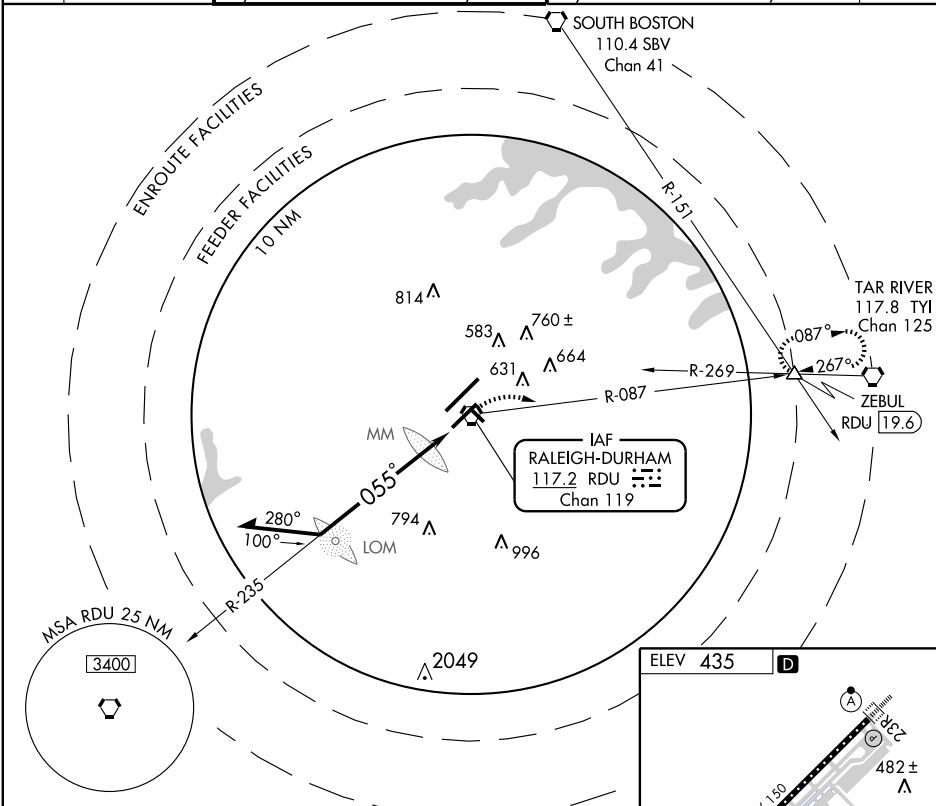 SOUTH BOSTON
110.4 SBV
Chan 41
ENROUTE FACILITIES
FEEDER FACILITIES
10 NM
R-151
814
583
760 ±
631
664
TAR RIVER
117.8 TYI
Chan 125
087°
267°
R-269
R-087
ZEBUL
RDU 19.6
MM
IAF
RALEIGH-DURHAM
117.2 RDU
Chan 119
055°
280°
100°
LOM
794
996
R-235
MSA RDU 25 NM
3400
2049
ELEV 435 D
A
23R
P
482 ±
150